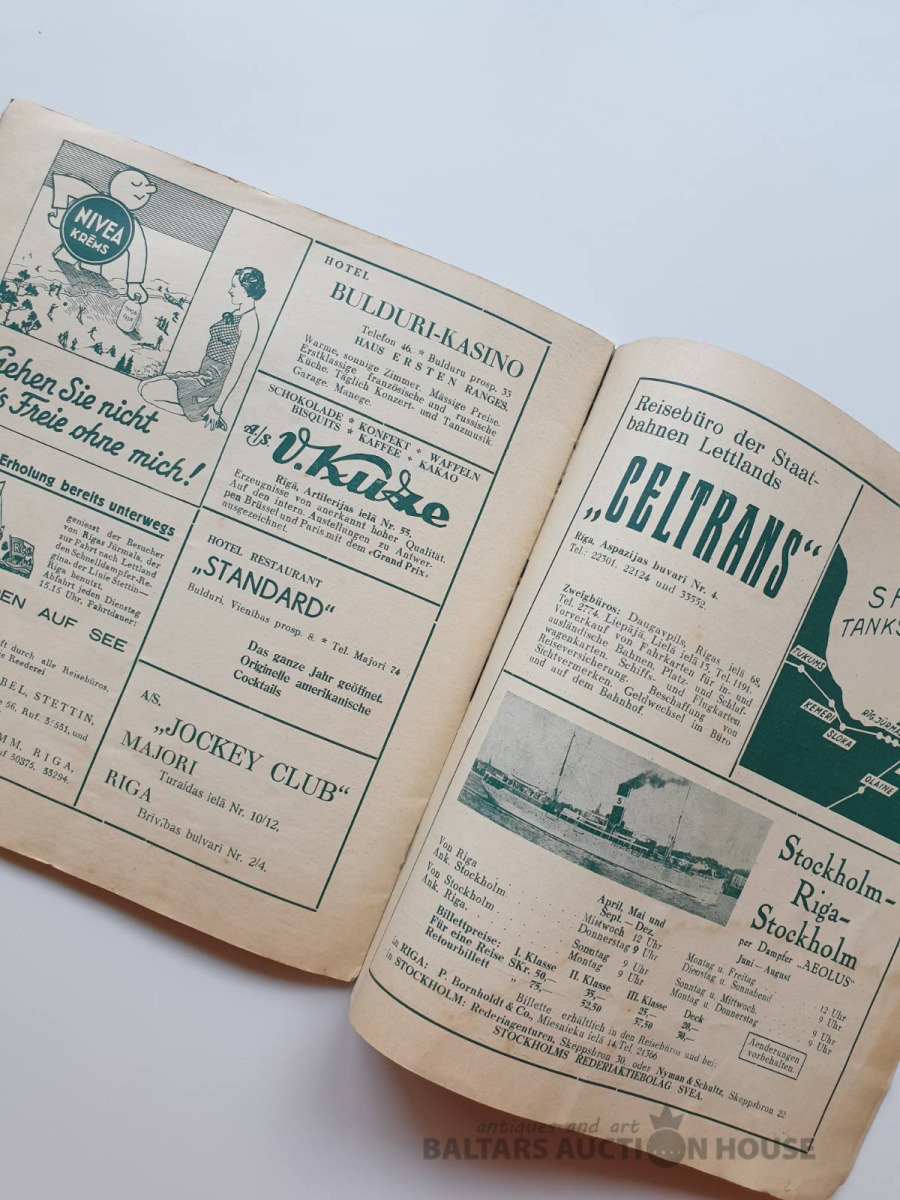 NIVEA
KRĒMS
Gehen Sie nicht
Freie ohne mich!
Erholung bereits unterwegs
geniesst der Besucher
von Rigas Jūrmala, der
zur Fahrt nach Lettland
den Schnelldampfer „Re-
gina“ der Linie Stettin—
Riga benutzt.
Abfahrt jeden Dienstag
15.15 Uhr, Fahrtdauer:
AUF SEE
durch alle Reisebüros,
Reederei
STETTIN,
56, Ruf. 35551, und
RIGA,
30375, 35294.
HOTEL
BULDURI-KASINO
Telefon 46. * Bulduru prosp. 33
HAUS ERSTEN RANGES.
Warme, sonnige Zimmer. Mässige Preise.
Erstklassige französische und russische
Küche. Täglich Konzert- und Tanzmusik.
Garage. Manege.
SCHOKOLADE * KONFEKT * WAFFELN
BISQUITS * KAFFEE * KAKAO
A/S V. Kuze
Rigā, Artilerijas ielā Nr. 55.
Erzeugnisse von anerkannt hoher Qualität.
Auf den intern. Austellungen zu Antwer-
pen Brüssel und Paris mit dem „Grand Prix“
ausgezeichnet.
HOTEL RESTAURANT
„STANDARD“
Bulduri, Vienības prosp. 8. * Tel. Majori 74
Das ganze Jahr geöffnet.
Originelle amerikanische
Cocktails
A/S. „JOCKEY CLUB“
MAJORI
Turaidas ielā Nr. 10/12.
RIGA
Brīvības bulvari Nr. 2/4.
Reisebüro der Staat-
bahnen Lettlands
„CELTRANS“
Riga, Aspazijas buvari Nr. 4.
Tel.: 22301, 22124 und 33552.
Zweigbüros: Daugavpils, Rigas ielā 68,
Tel. 2774. Liepājā, Lielā ielā 13, Tel. 1191.
Vorverkauf von Fahrkarten für in. und
ausländische Bahnen, Platz. und Schlaf-
wagenkarten. Schiffs- und Flugkarten.
Reiseversicherung. Beschaffung von
Sichtvermerken, Geldwechsel im Büro
und auf dem Bahnhof.
TANKS
TUKUMS
KEMERI
SLOKA
OLAINE
Stockholm-
Riga-
Stockholm
per Dampfer „AEOLUS“
April, Mai und Sept.—Dez. Juni—August
Von Riga Mittwoch 12 Uhr Montag u. Freitag 12 Uhr
Ank. Stockholm Donnerstag 9 Uhr Dienstag u. Sonnabend 9 Uhr
Von Stockholm Sonntag 9 Uhr Sonntag u. Mittwoch 9 Uhr
Ank. Riga Montag 9 Uhr Montag u. Donnerstag 9 Uhr
Billettpreise: I. Klasse II. Klasse III. Klasse Deck
Für eine Reise SKr. 50,— 35,— 25,— 20,—
Retourbillett „ 75,— 52,50 37,50 30,—
Aenderungen
vorbehalten.
Billette erhältlich in den Reisebüros und bei:
in RIGA, P. Bornholdt & Co., Miesnieku ielā 14. Tel. 21366
in STOCKHOLM: Rederiagenturen, Skeppsbron 30, oder Nyman & Schultz, Skeppsbron 22.
STOCKHOLMS REDERIAKTIEBOLAG SVEA.
antiques and art
BALTARS AUCTION HOUSE